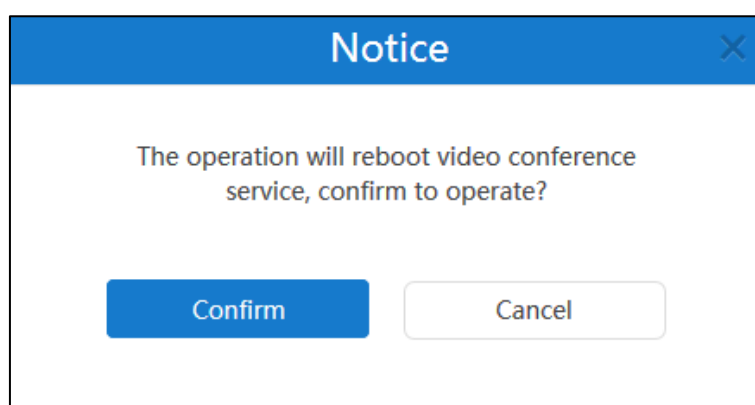 Notice
The operation will reboot video conference
service, confirm to operate?
Confirm
Cancel